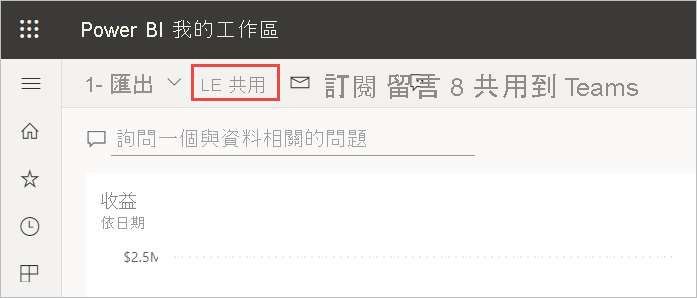 Power BI 我的工作區
1- 匯出 LE 共用 訂閱 留言 8 共用到 Teams
詢問一個與資料相關的問題
收益
依日期
$2.5M